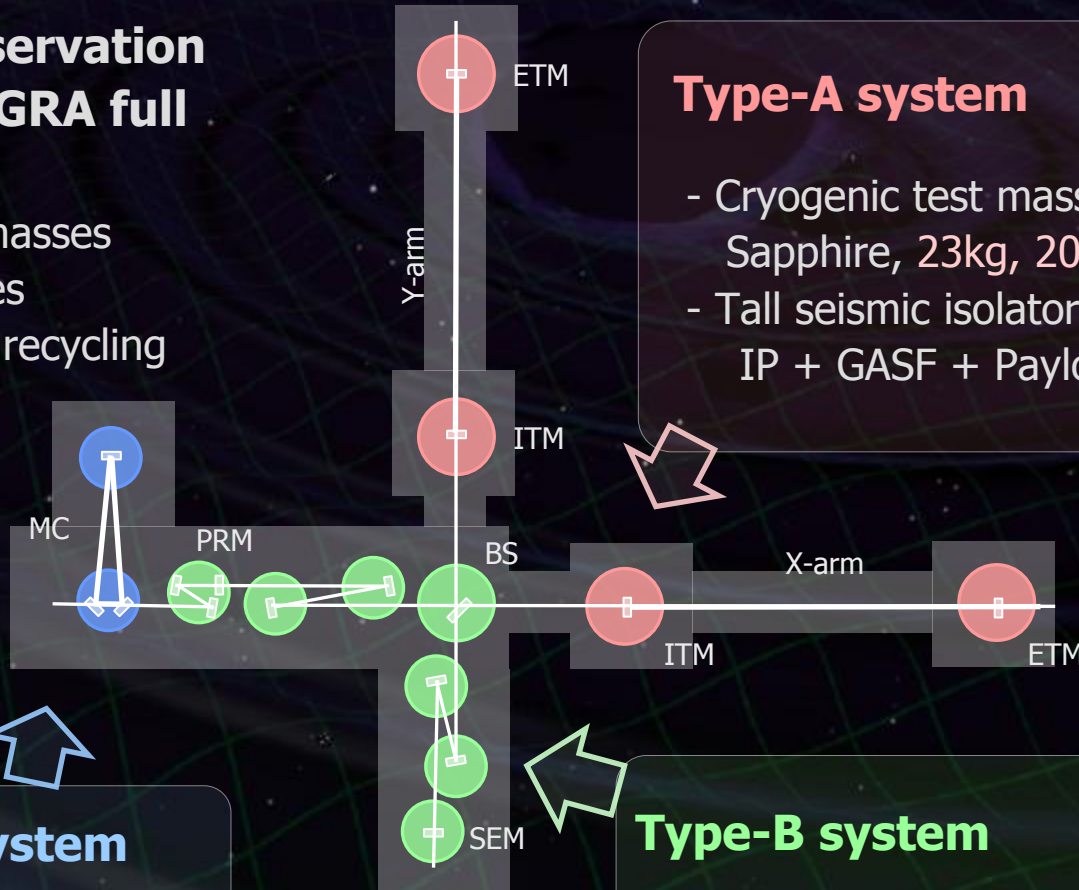 servation
GRA full
masses
es
recycling
ETM
Y-arm
ITM
MC
PRM
BS
X-arm
ITM
ETM
SEM
Type-A system
- Cryogenic test mass
Sapphire, 23kg, 20
- Tall seismic isolator
IP + GASF + Paylo
ystem
Type-B system